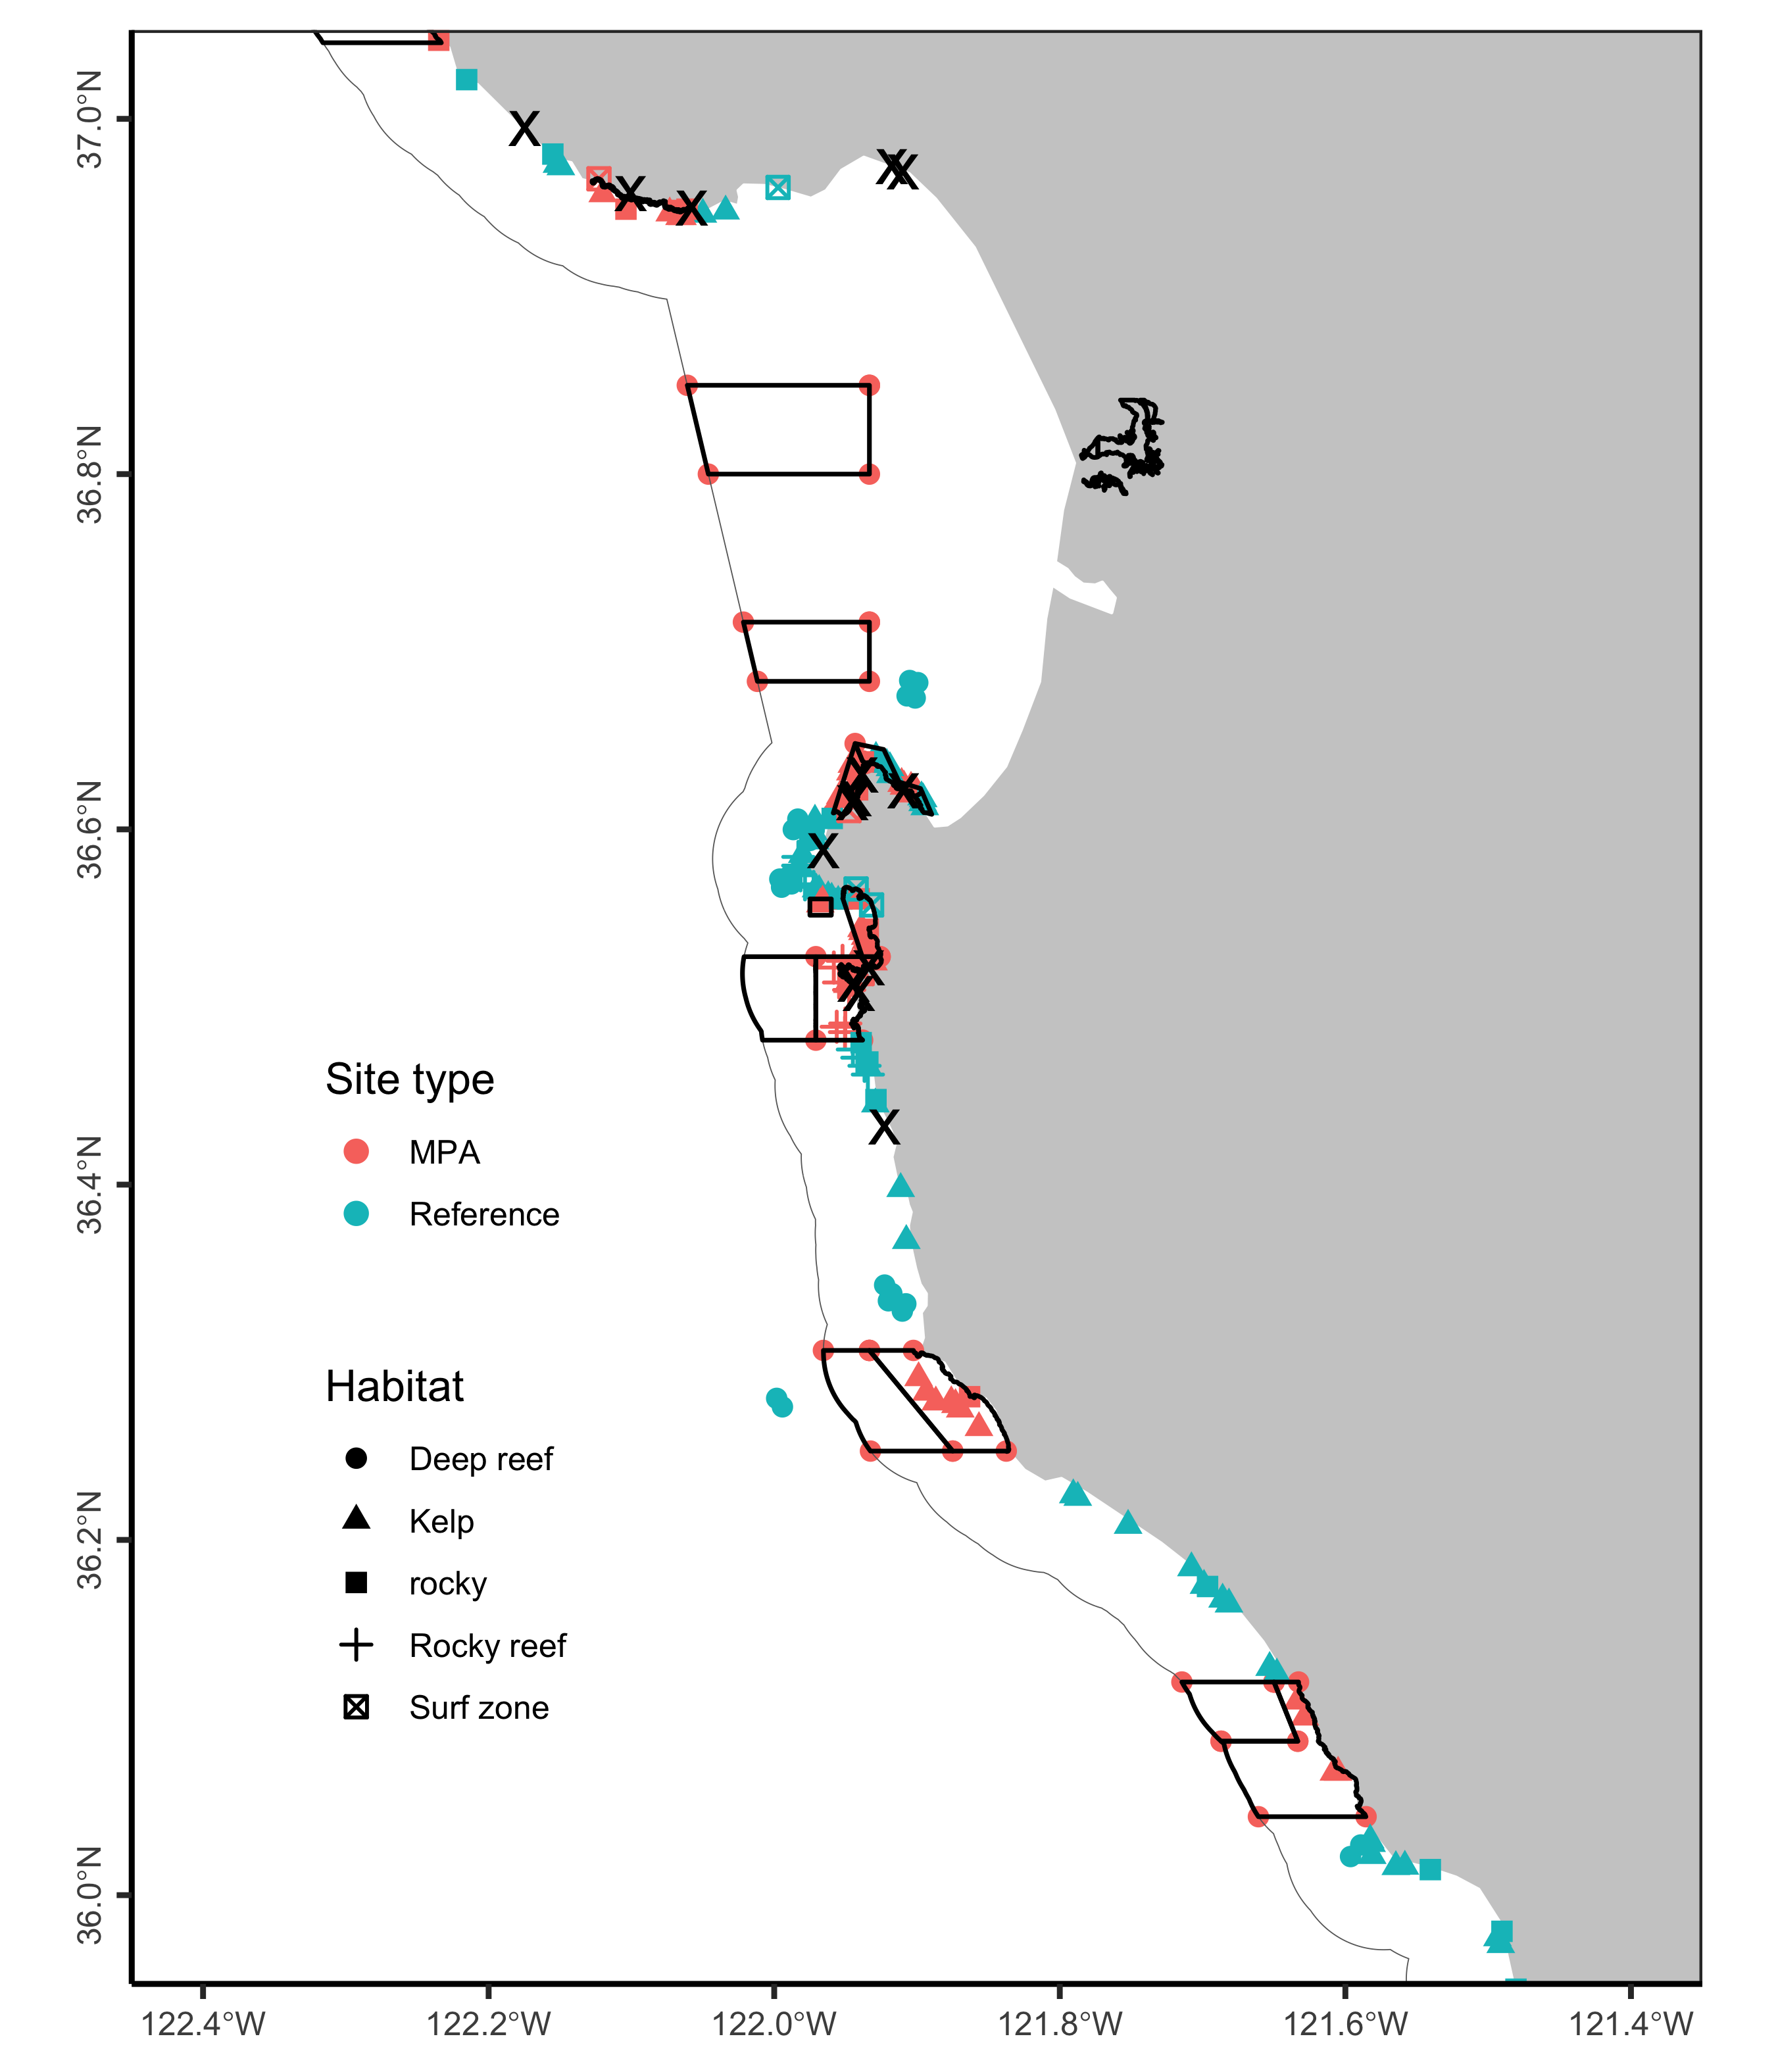 37.0°N
36.8°N
36.6°N
36.4°N
36.2°N
36.0°N
Site type
MPA
Reference
Habitat
Deep reef
Kelp
rocky
Rocky reef
Surf zone
122.4°W 122.2°W 122.0°W 121.8°W 121.6°W 121.4°W